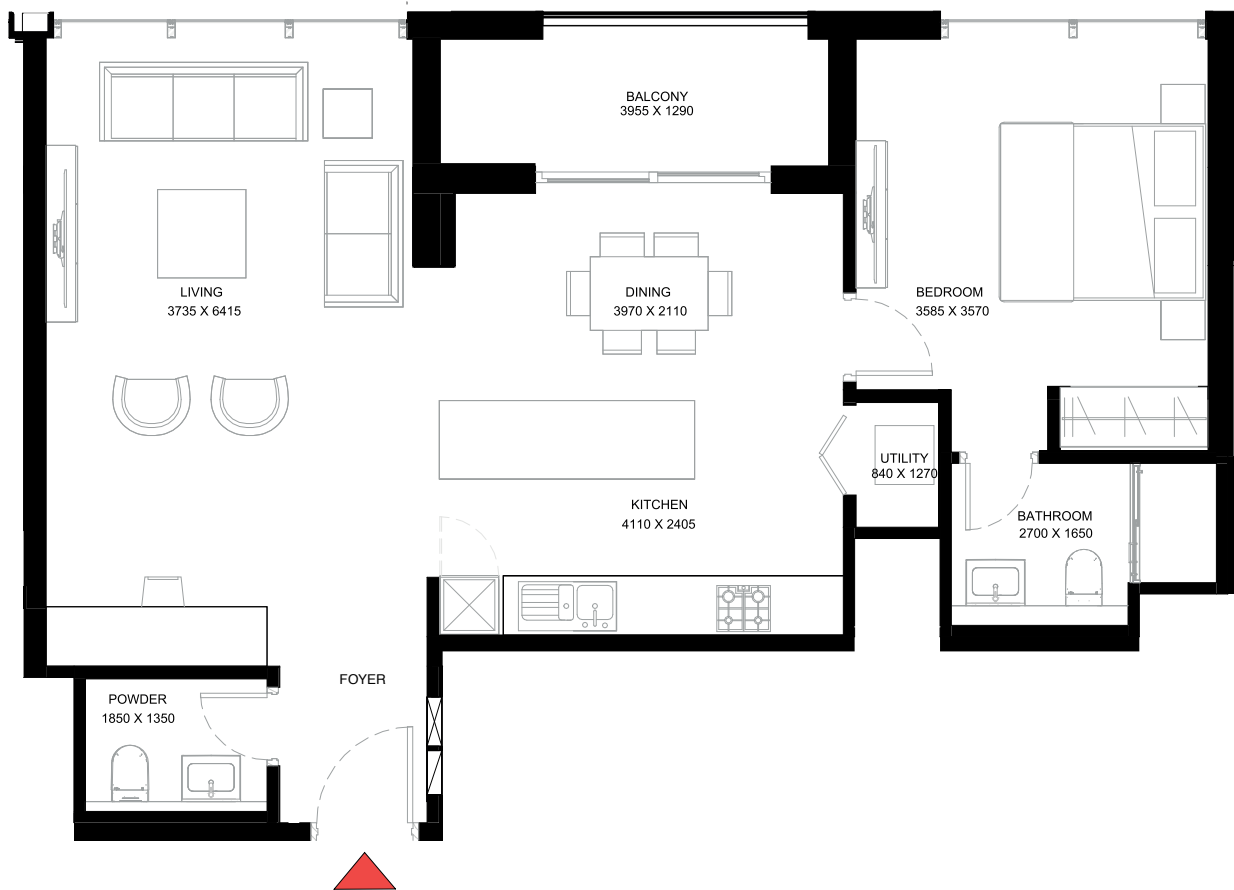 BALCONY
3955 X 1290
LIVING
3735 X 6415
DINING
3970 X 2110
BEDROOM
3585 X 3570
UTILITY
840 X 1270
KITCHEN
4110 X 2405
BATHROOM
2700 X 1650
FOYER
POWDER
1850 X 1350